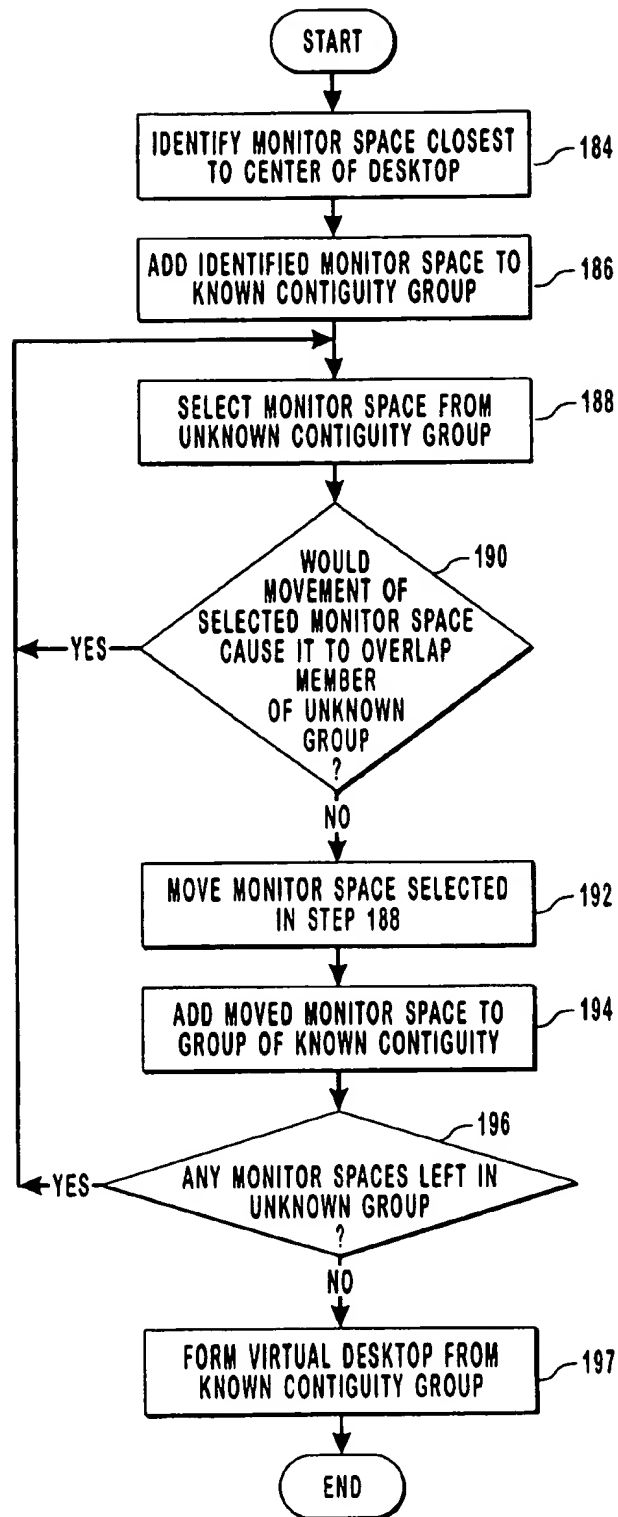 START
IDENTIFY MONITOR SPACE CLOSEST
TO CENTER OF DESKTOP
184
ADD IDENTIFIED MONITOR SPACE TO
KNOWN CONTIGUITY GROUP
186
SELECT MONITOR SPACE FROM
UNKNOWN CONTIGUITY GROUP
188
190
WOULD
MOVEMENT OF
SELECTED MONITOR SPACE
CAUSE IT TO OVERLAP
MEMBER
OF UNKNOWN
GROUP
?
YES
NO
MOVE MONITOR SPACE SELECTED
IN STEP 188
192
ADD MOVED MONITOR SPACE TO
GROUP OF KNOWN CONTIGUITY
194
196
ANY MONITOR SPACES LEFT IN
UNKNOWN GROUP
?
YES
NO
FORM VIRTUAL DESKTOP FROM
KNOWN CONTIGUITY GROUP
197
END